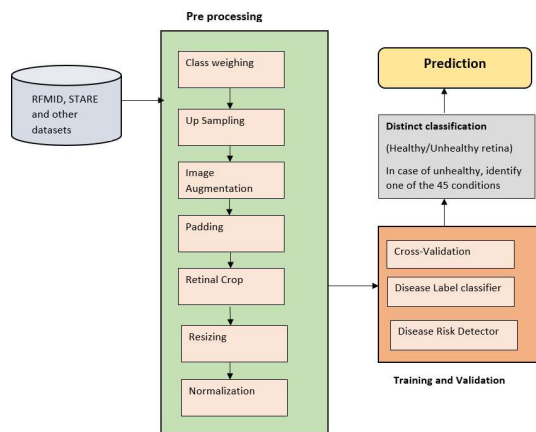 Pre processing
RFMID, STARE
and other
datasets
Class weighing
Up Sampling
Image
Augmentation
Padding
Retinal Crop
Resizing
Normalization
Prediction
Distinct classification
(Healthy/Unhealthy retina)
In case of unhealthy, identify
one of the 45 conditions
Cross-Validation
Disease Label classifier
Disease Risk Detector
Training and Validation